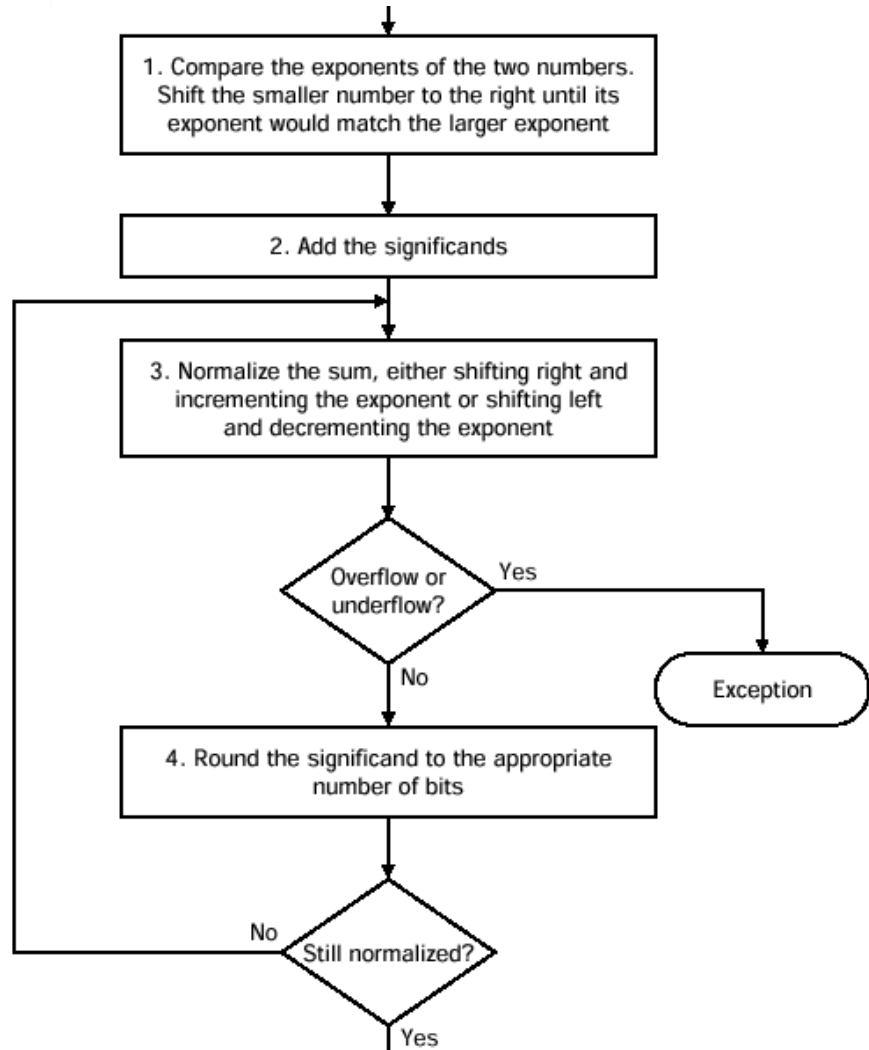 1. Compare the exponents of the two numbers.
Shift the smaller number to the right until its
exponent would match the larger exponent
2. Add the significands
3. Normalize the sum, either shifting right and
incrementing the exponent or shifting left
and decrementing the exponent
Overflow or
underflow?
Yes
No
Exception
4. Round the significand to the appropriate
number of bits
No
Still normalized?
Yes